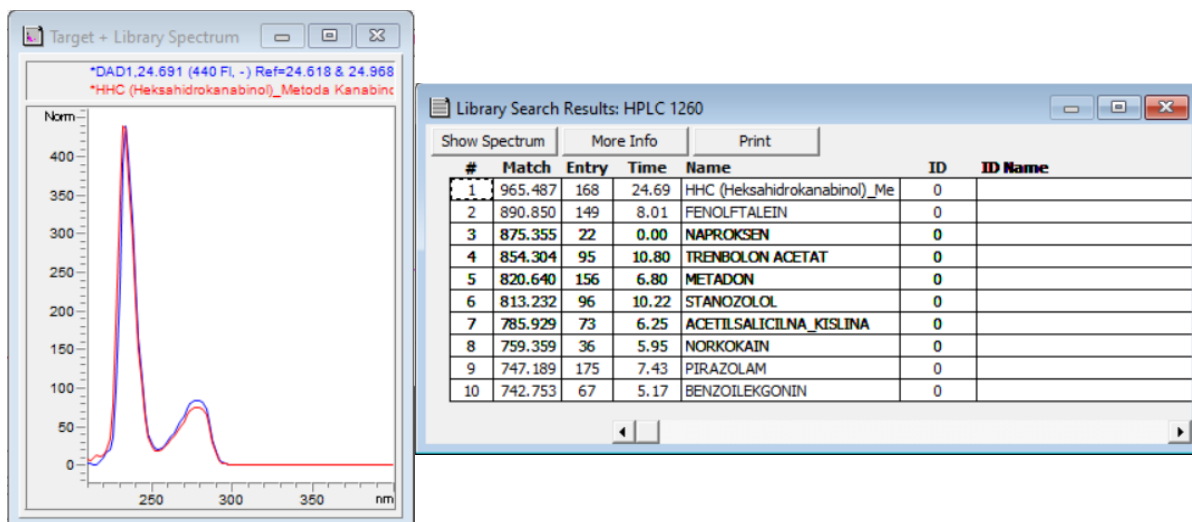 Target + Library Spectrum
*DAD1,24.691 (440 Fl, -) Ref=24.618 & 24.968
*HHC (Heksahidrokanabinol)_Metoda Kanabinc
Norm
400
350
300
250
200
150
100
50
0
250 300 350 nm
Library Search Results: HPLC 1260
Show Spectrum More Info Print
# Match Entry Time Name ID ID Name
1 965.487 168 24.69 HHC (Heksahidrokanabinol)_Me 0
2 890.850 149 8.01 FENOLFTALEIN 0
3 875.355 22 0.00 NAPROKSEN 0
4 854.304 95 10.80 TRENBOLON ACETAT 0
5 820.640 156 6.80 METADON 0
6 813.232 96 10.22 STANOZOLOL 0
7 785.929 73 6.25 ACETILSALICILNA_KISLINA 0
8 759.359 36 5.95 NORKOKAIN 0
9 747.189 175 7.43 PIRAZOLAM 0
10 742.753 67 5.17 BENZOILEKGONIN 0